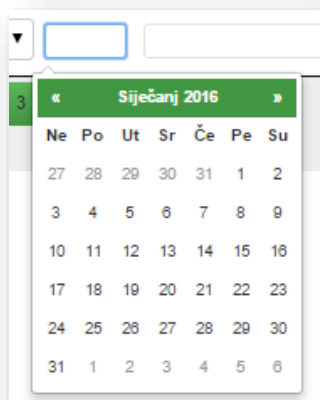 ▼
3
« Siječanj 2016 »
Ne Po Ut Sr Če Pe Su
27 28 29 30 31 1 2
3 4 5 6 7 8 9
10 11 12 13 14 15 16
17 18 19 20 21 22 23
24 25 26 27 28 29 30
31 1 2 3 4 5 6